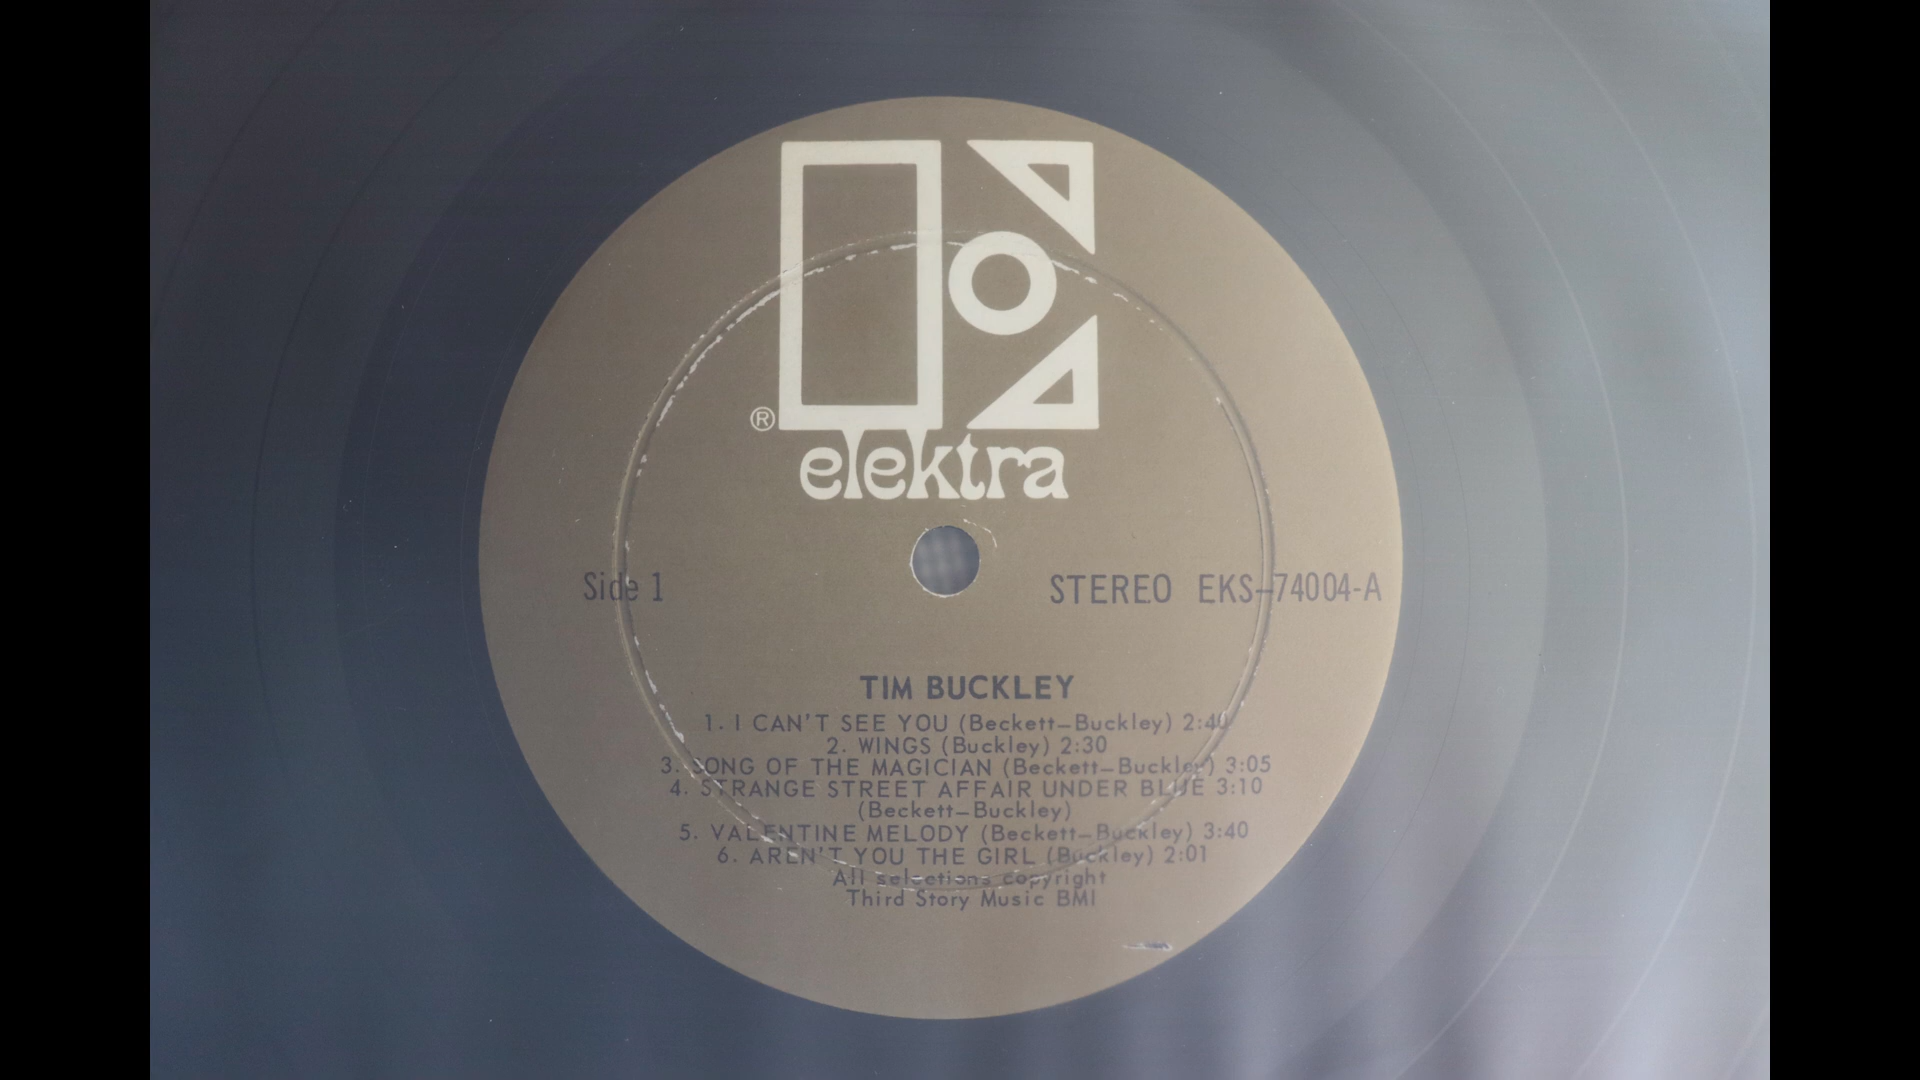 ®
elektra
Side 1
STEREO EKS-74004-A
TIM BUCKLEY
1. I CAN'T SEE YOU (Beckett-Buckley) 2:40
2. WINGS (Buckley) 2:30
3. SONG OF THE MAGICIAN (Beckett-Buckley) 3:05
4. STRANGE STREET AFFAIR UNDER BLUE 3:10
(Beckett-Buckley)
5. VALENTINE MELODY (Beckett-Buckley) 3:40
6. AREN'T YOU THE GIRL (Buckley) 2:01
All selections copyright
Third Story Music BMI